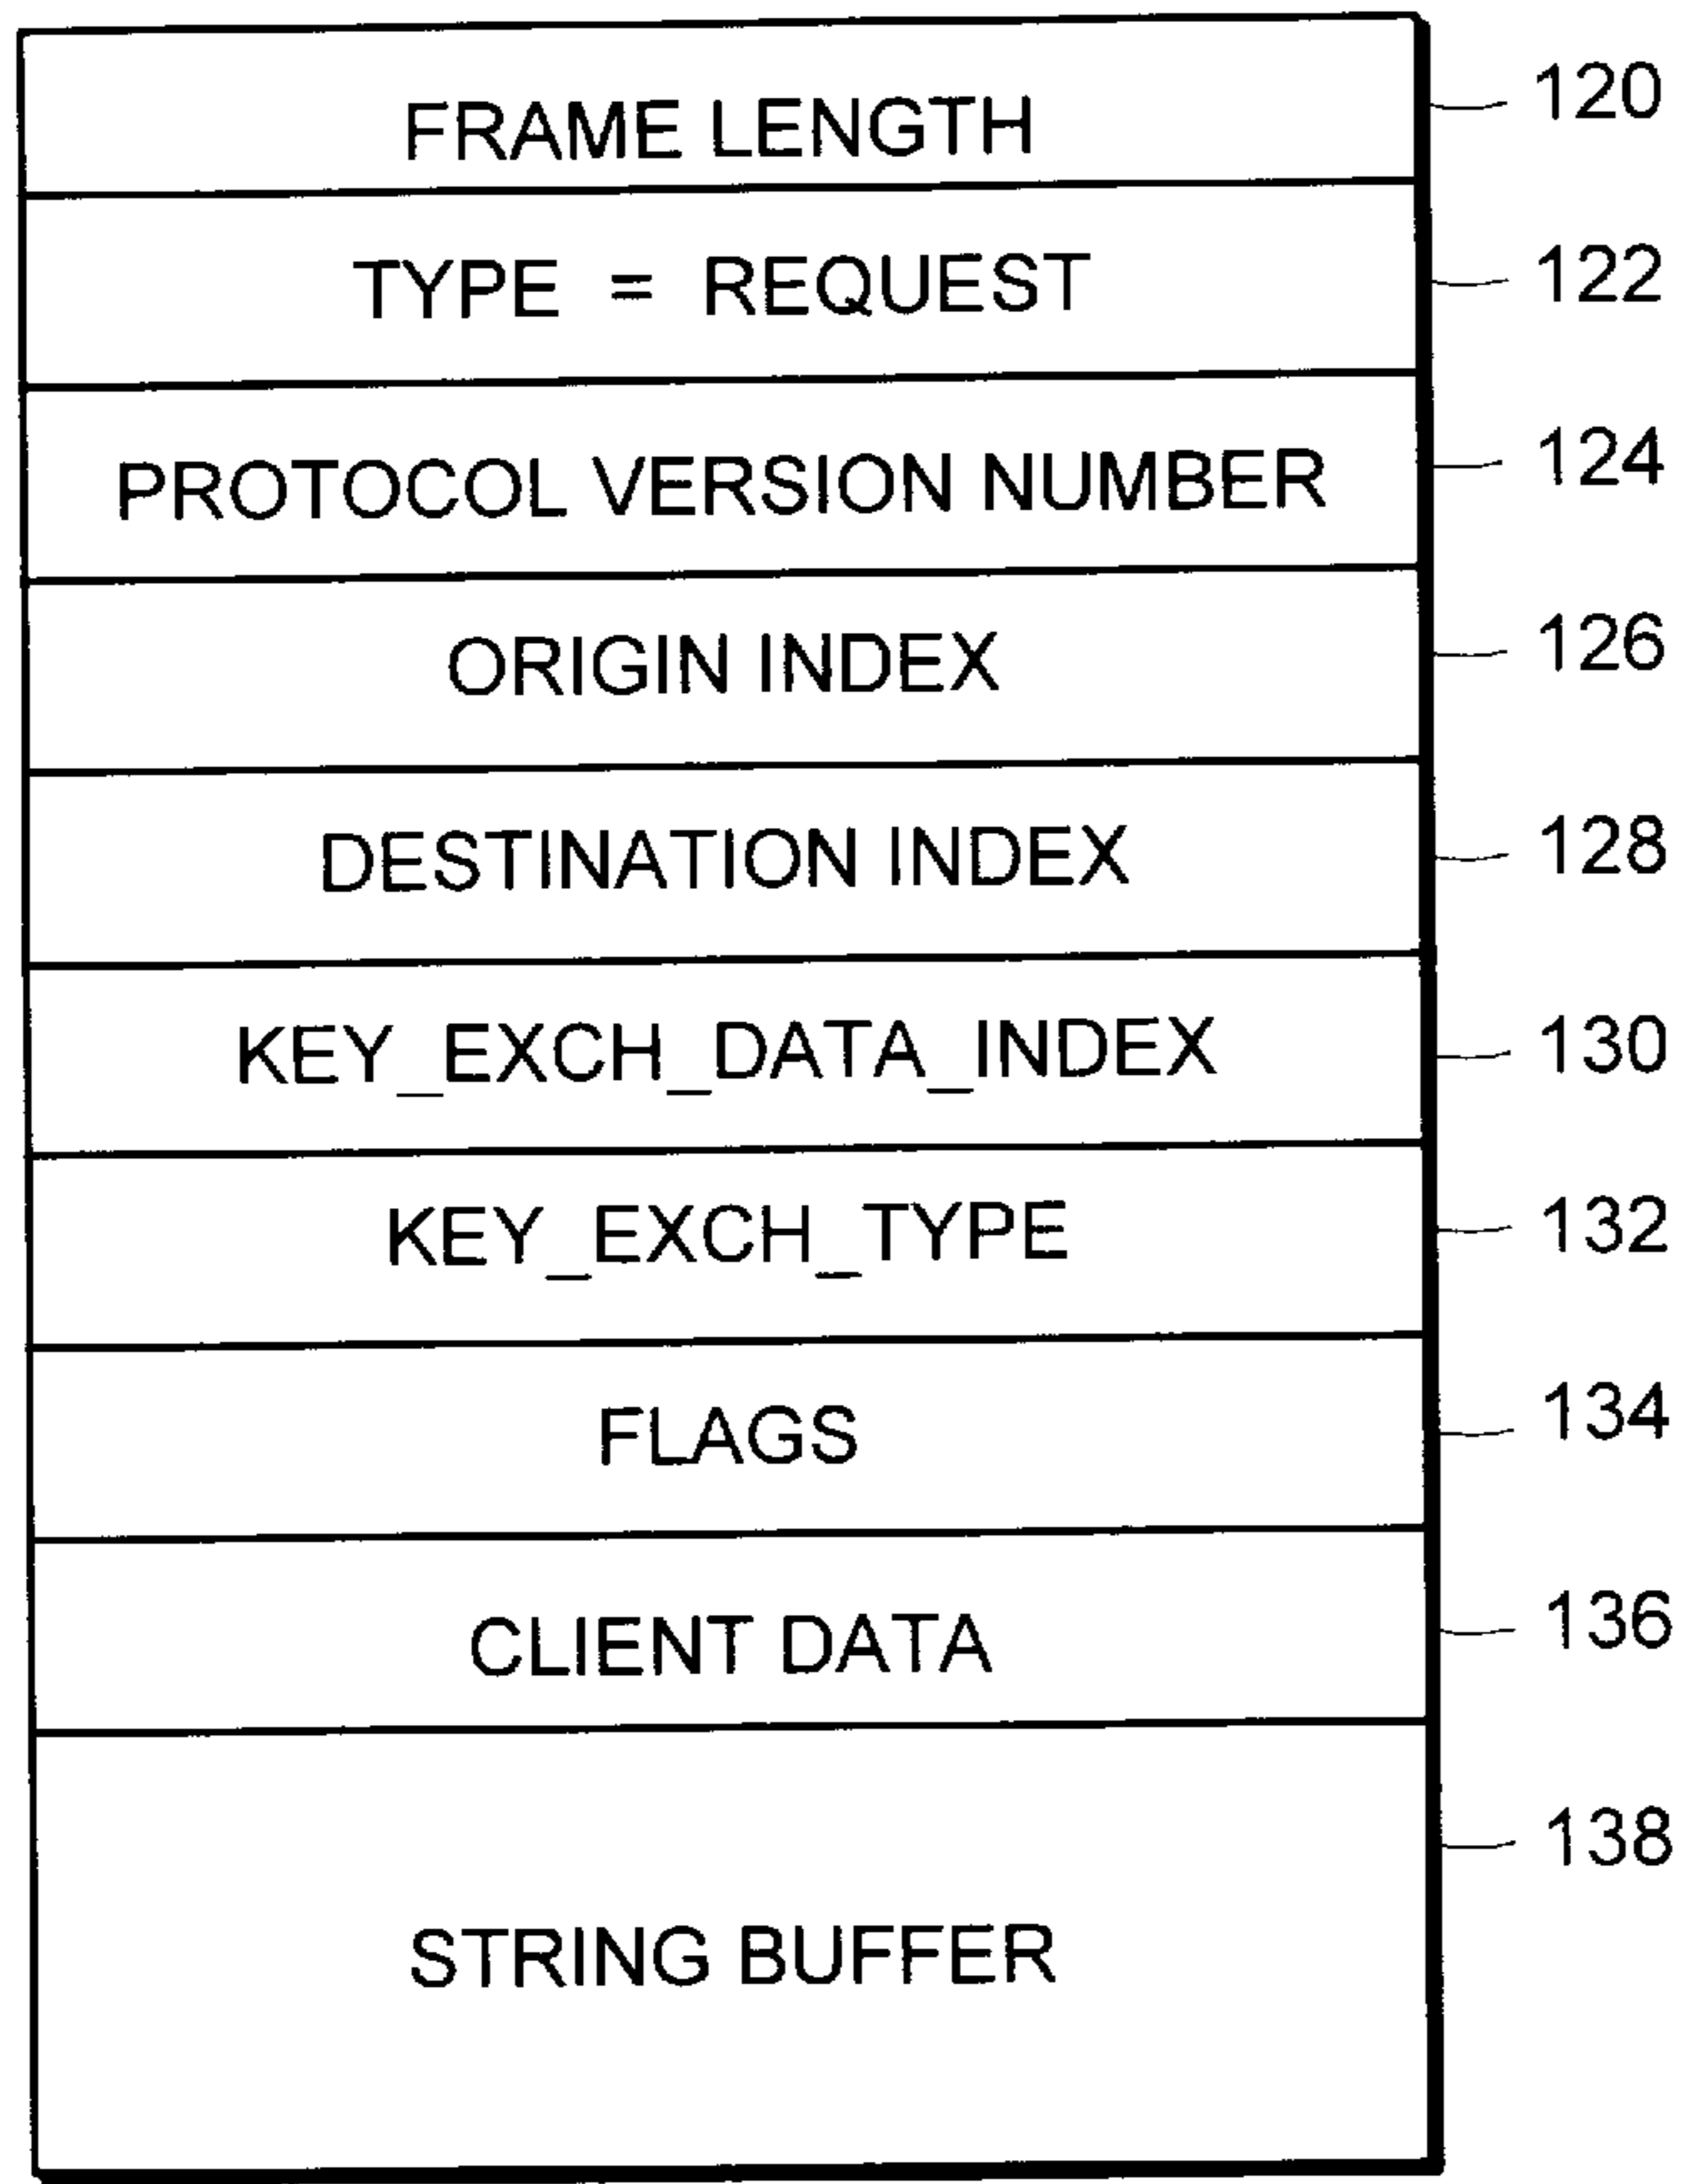 FRAME LENGTH 120
TYPE = REQUEST 122
PROTOCOL VERSION NUMBER 124
ORIGIN INDEX 126
DESTINATION INDEX 128
KEY_EXCH_DATA_INDEX 130
KEY_EXCH_TYPE 132
FLAGS 134
CLIENT DATA 136
STRING BUFFER 138